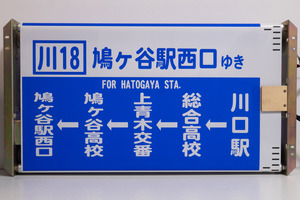 川18 鳩ヶ谷駅西口ゆき
FOR HATOGAYA STA.
川口駅
←
総合高校
←
上青木交番
←
鳩ヶ谷高校
←
鳩ヶ谷駅西口